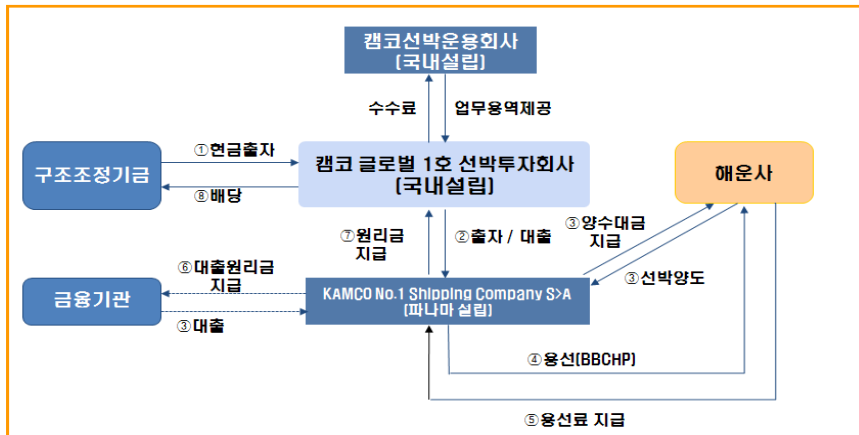 캠코선박운용회사
(국내설립)
수수료
업무용역제공
①현금출자
구조조정기금
캠코 글로벌 1호 선박투자회사
(국내설립)
해운사
⑧배당
⑦원리금
지급
②출자 / 대출
③양수대금
지급
⑥대출원리금
지급
③선박양도
금융기관
KAMCO No.1 Shipping Company S>A
(파나마 설립)
③대출
④용선(BBCHP)
⑤용선료 지급